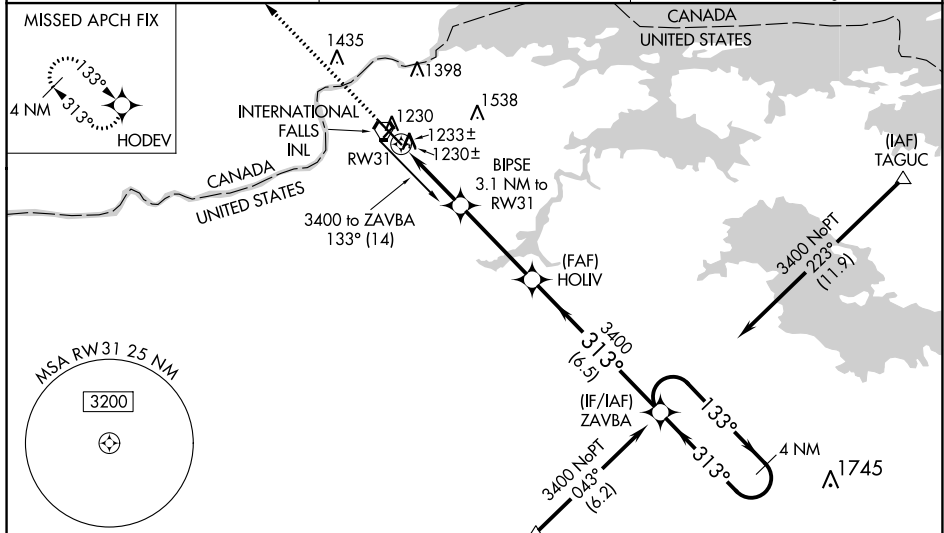 MISSED APCH FIX
133°
313°
4 NM
HODEV
1435
1398
1538
CANADA
UNITED STATES
INTERNATIONAL
FALLS
INL
1230
1233±
1230±
RW31
BIPSE
3.1 NM to
RW31
(IAF)
TAGUC
CANADA
UNITED STATES
3400 to ZAVBA
133° (14)
3400 NoPT
223°
(11.9)
(FAF)
HOLIV
3400
313°
(6.5)
MSA RW31 25 NM
3200
(IF/IAF)
ZAVBA
133°
313°
4 NM
1745
3400 NoPT
043°
(6.2)